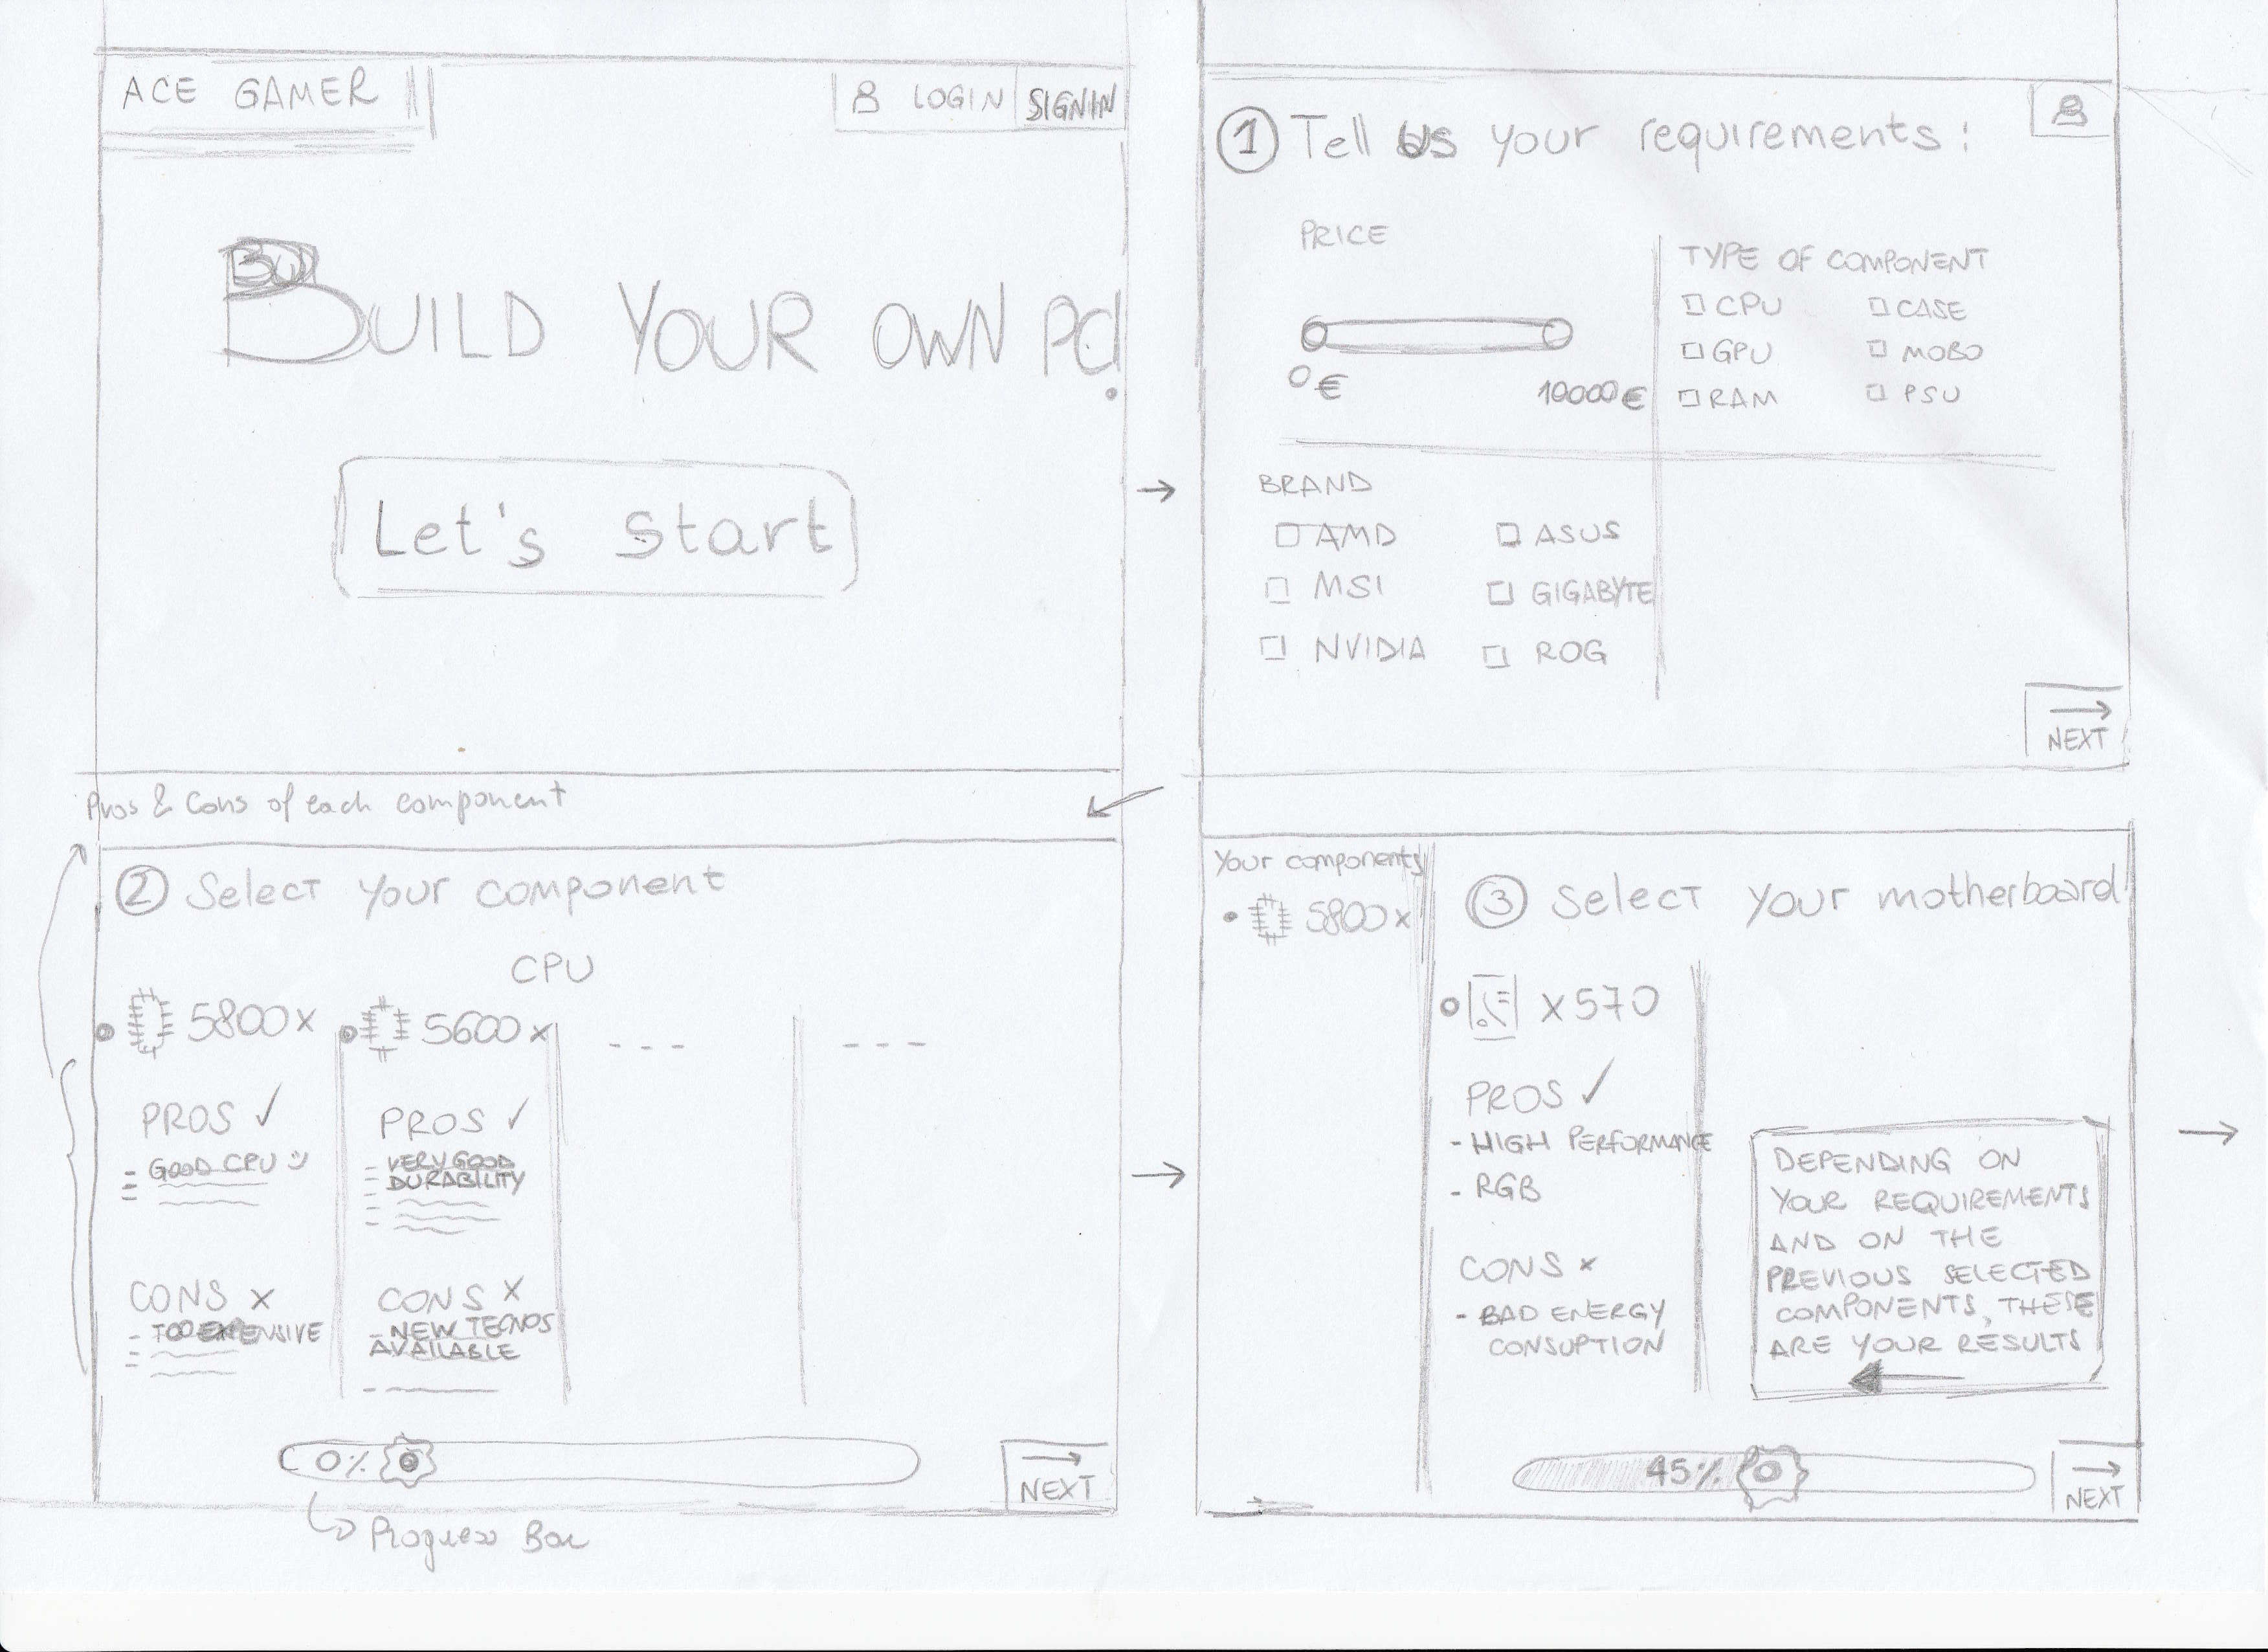 ACE GAMER
LOGIN
SIGNIN
BUILD YOUR OWN PC!
Let's start
1 Tell us your requirements:
PRICE
0€
10000€
TYPE OF COMPONENT
CPU
CASE
GPU
MOBO
RAM
PSU
BRAND
AMD
ASUS
MSI
GIGABYTE
NVIDIA
ROG
NEXT
Pros & Cons of each component
2 Select your component
CPU
5800x
5600x
PROS ✓
- GOOD CPU :)
CONS x
- TOO EXPENSIVE
PROS ✓
- VERY GOOD
DURABILITY
CONS x
- NEW TECNOS
AVAILABLE
0%
NEXT
Progress Bar
Your components
5800x
3 Select your motherboard
x570
PROS ✓
- HIGH PERFORMANCE
- RGB
CONS x
- BAD ENERGY
CONSUPTION
DEPENDING ON
YOUR REQUIREMENTS
AND ON THE
PREVIOUS SELECTED
COMPONENTS, THESE
ARE YOUR RESULTS
45%
NEXT